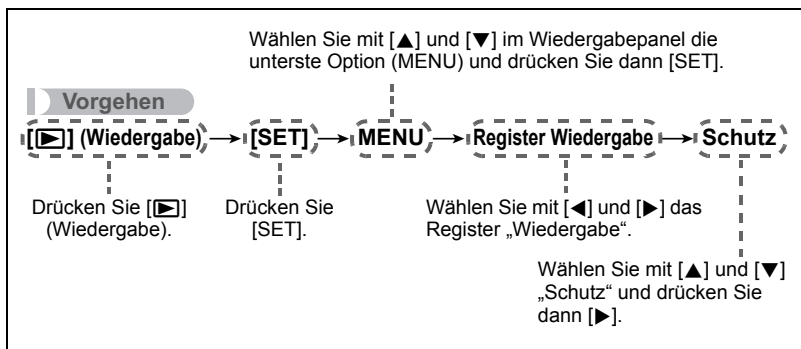 Wählen Sie mit [▲] und [▼] im Wiedergabepanel die
unterste Option (MENU) und drücken Sie dann [SET].
Vorgehen
[▶] (Wiedergabe) → [SET] → MENU → Register Wiedergabe → Schutz
Drücken Sie [▶]
(Wiedergabe).
Drücken Sie
[SET].
Wählen Sie mit [◀] und [▶] das
Register „Wiedergabe“.
Wählen Sie mit [▲] und [▼]
„Schutz“ und drücken Sie
dann [▶].